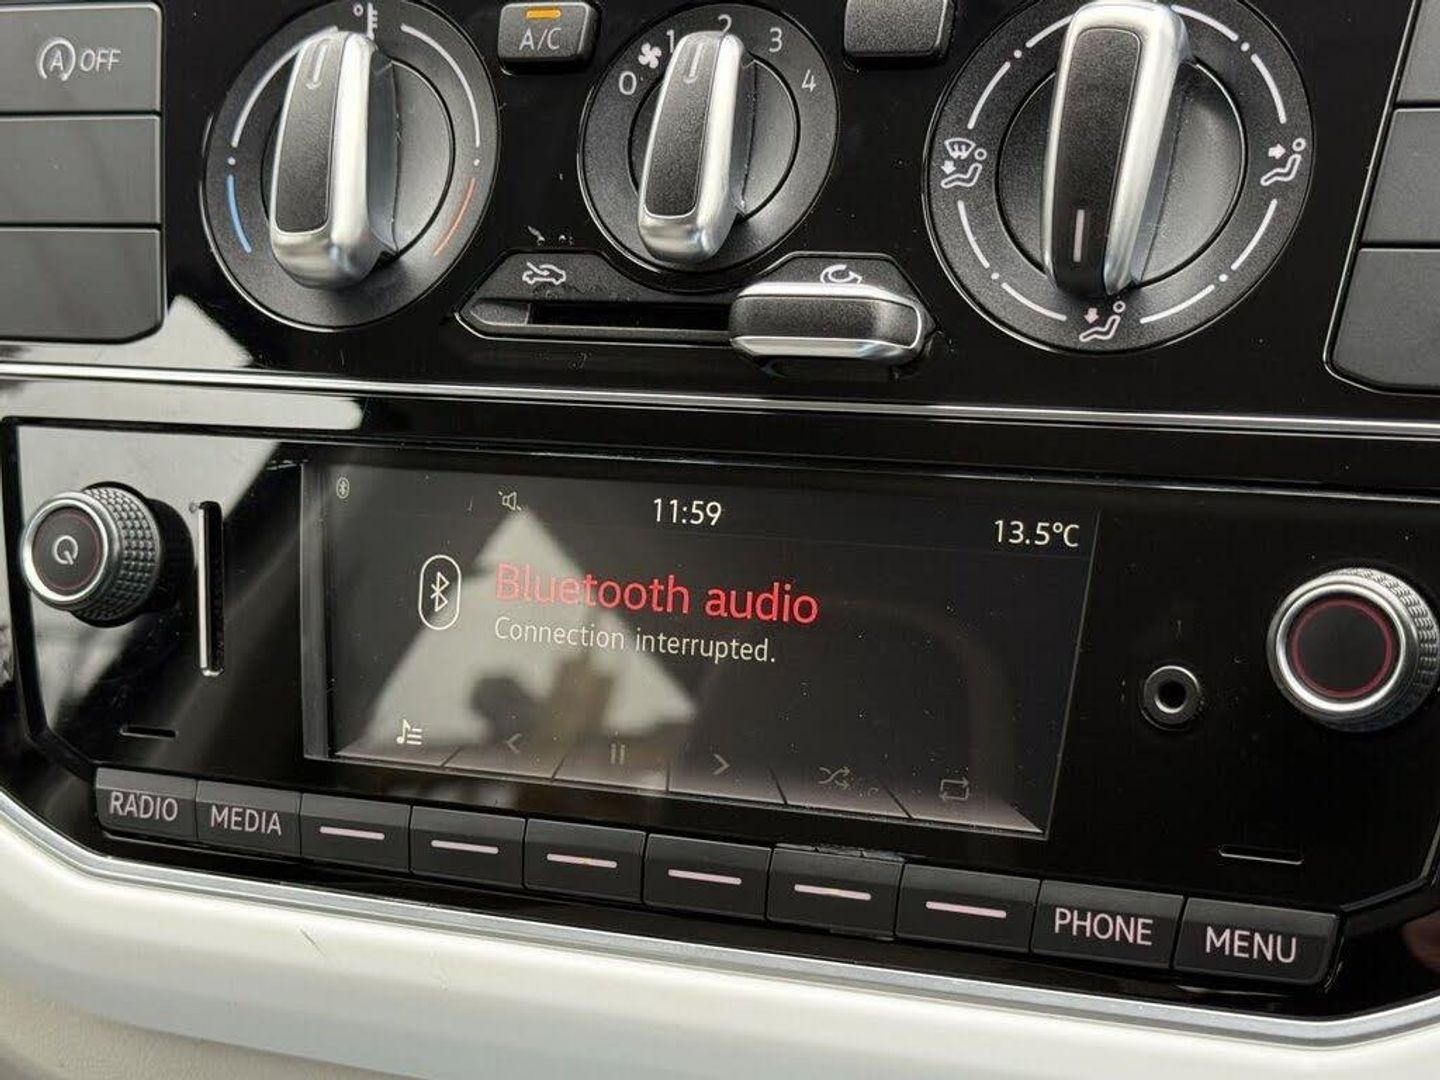 A OFF
A/C
0 1 2 3 4
11:59
13.5°C
Bluetooth audio
Connection interrupted.
RADIO
MEDIA
PHONE
MENU